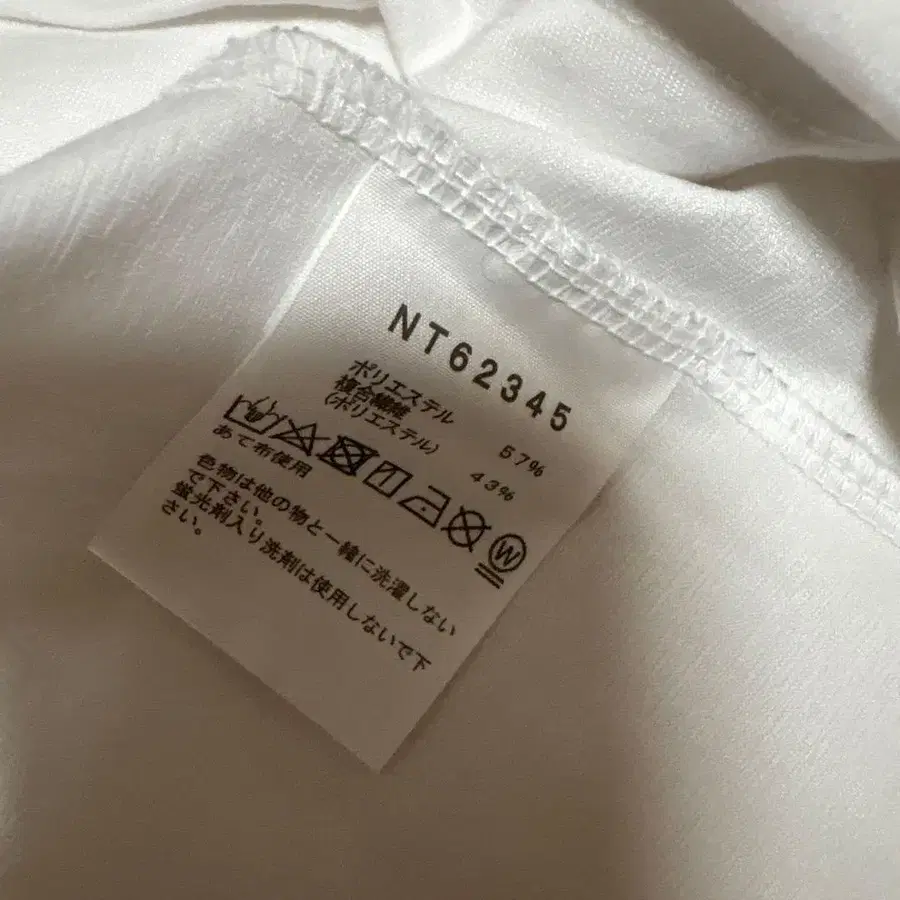 NT62345
ポリエステル 57%
複合繊維
(ポリエステル) 43%
W
あて布使用
色物は他の物と一緒に洗濯しない
で下さい。
蛍光剤入り洗剤は使用しないで下
さい。